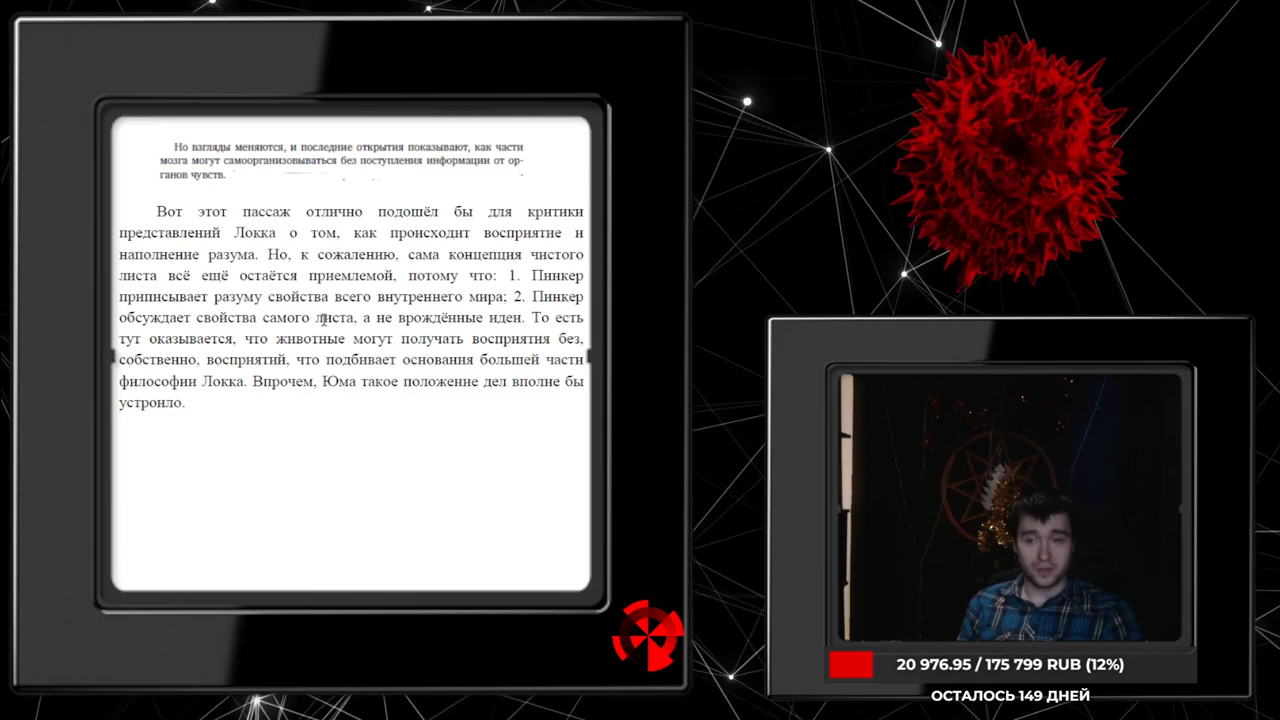 Но взгляды меняются, и последние открытия показывают, как части
мозга могут самоорганизовываться без поступления информации от ор-
ганов чувств.
Вот этот пассаж отлично подошёл бы для критики
представлений Локка о том, как происходит восприятие и
наполнение разума. Но, к сожалению, сама концепция чистого
листа всё ещё остаётся приемлемой, потому что: 1. Пинкер
приписывает разуму свойства всего внутреннего мира; 2. Пинкер
обсуждает свойства самого листа, а не врождённые идеи. То есть
тут оказывается, что животные могут получать восприятия без,
собственно, восприятий, что подбивает основания большей части
философии Локка. Впрочем, Юма такое положение дел вполне бы
устроило.
20 976.95 / 175 799 RUB (12%)
ОСТАЛОСЬ 149 ДНЕЙ